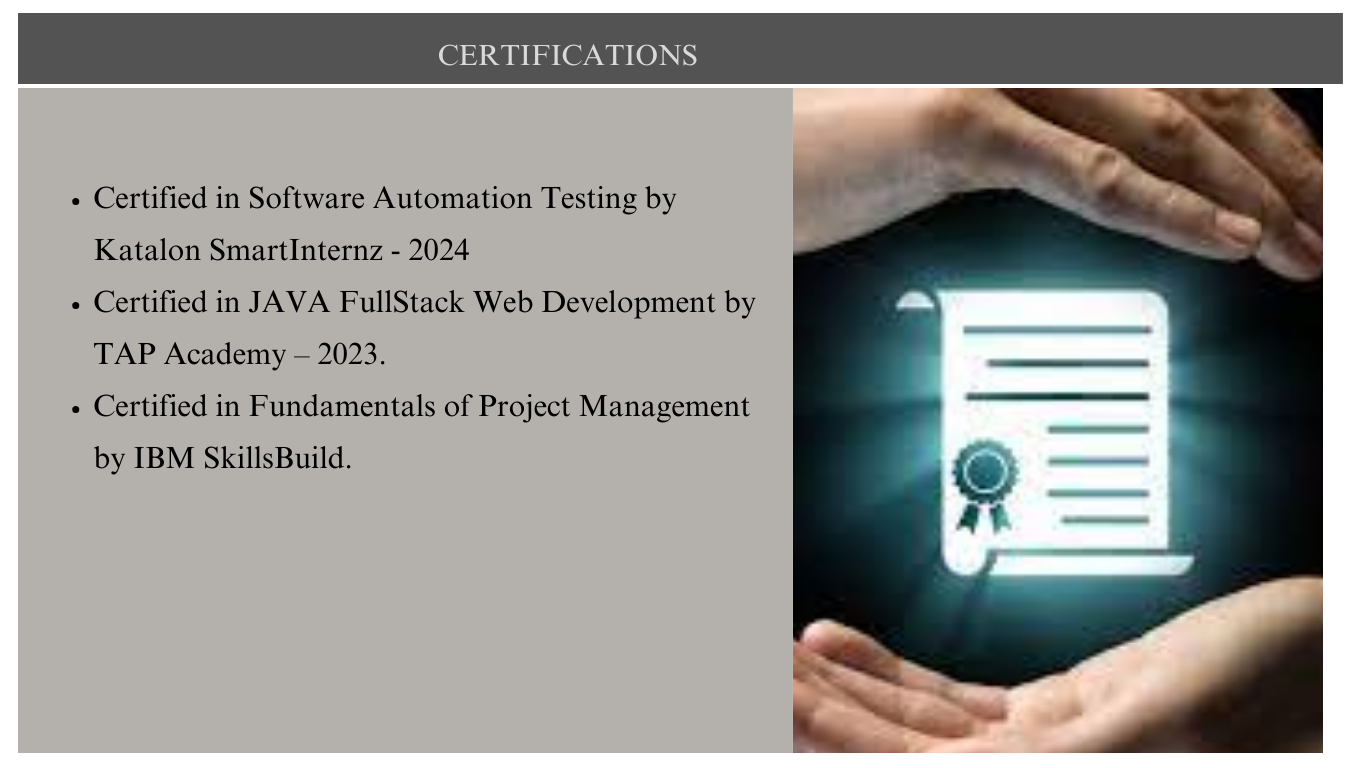 CERTIFICATIONS
• Certified in Software Automation Testing by
Katalon SmartInternz - 2024
• Certified in JAVA FullStack Web Development by
TAP Academy – 2023.
• Certified in Fundamentals of Project Management
by IBM SkillsBuild.